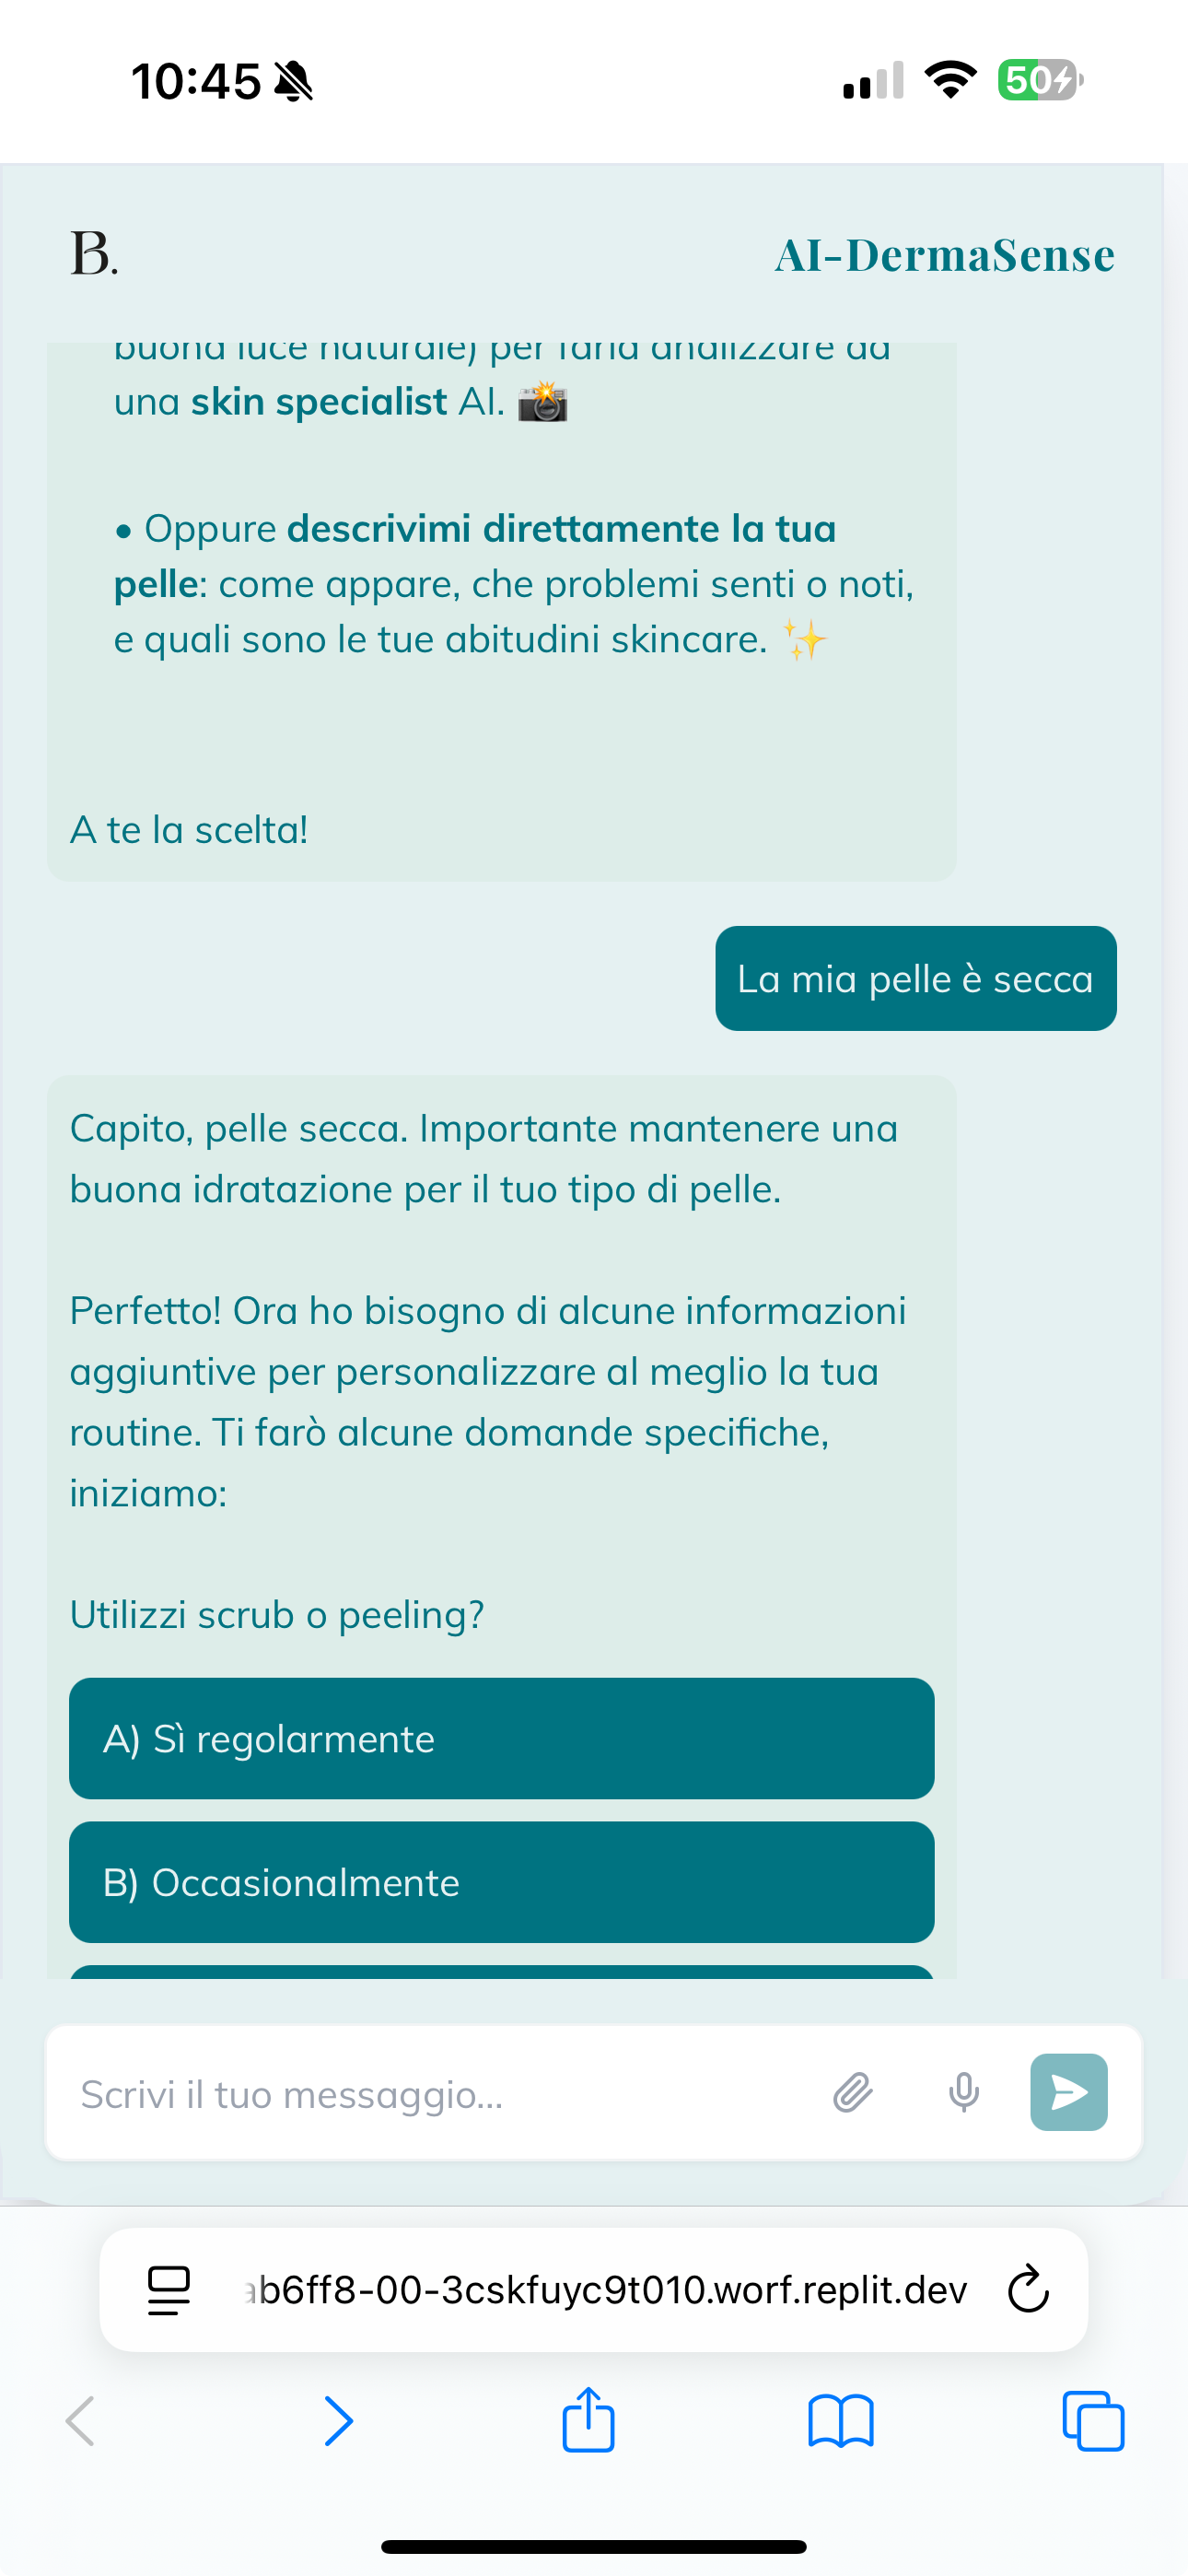 10:45
50
B.
AI-DermaSense
buona luce naturale) per farla analizzare da
una skin specialist AI.
• Oppure descrivimi direttamente la tua
pelle: come appare, che problemi senti o noti,
e quali sono le tue abitudini skincare. ✨
A te la scelta!
La mia pelle è secca
Capito, pelle secca. Importante mantenere una
buona idratazione per il tuo tipo di pelle.
Perfetto! Ora ho bisogno di alcune informazioni
aggiuntive per personalizzare al meglio la tua
routine. Ti farò alcune domande specifiche,
iniziamo:
Utilizzi scrub o peeling?
A) Sì regolarmente
B) Occasionalmente
Scrivi il tuo messaggio...
ab6ff8-00-3cskfuyc9t010.worf.replit.dev